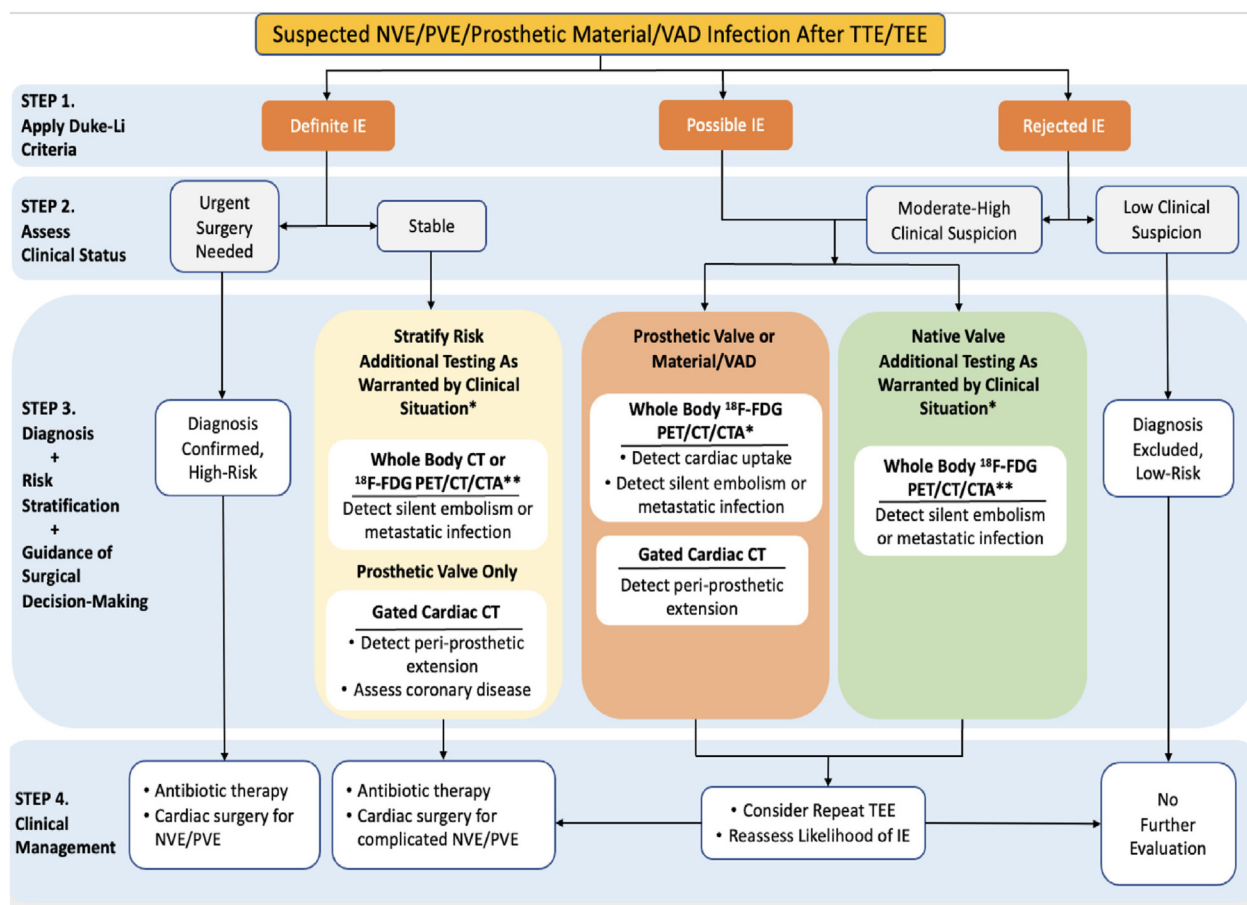 Suspected NVE/PVE/Prosthetic Material/VAD Infection After TTE/TEE
STEP 1.
Apply Duke-Li
Criteria
Definite IE
Possible IE
Rejected IE
STEP 2.
Assess
Clinical Status
Urgent
Surgery
Needed
Stable
Moderate-High
Clinical Suspicion
Low Clinical
Suspicion
STEP 3.
Diagnosis
+
Risk
Stratification
+
Guidance of
Surgical
Decision-Making
Diagnosis
Confirmed,
High-Risk
Stratify Risk
Additional Testing As
Warranted by Clinical
Situation*
Whole Body CT or
¹⁸F-FDG PET/CT/CTA**
Detect silent embolism or
metastatic infection
Prosthetic Valve Only
Gated Cardiac CT
• Detect peri-prosthetic
extension
• Assess coronary disease
Prosthetic Valve or
Material/VAD
Whole Body ¹⁸F-FDG
PET/CT/CTA*
• Detect cardiac uptake
• Detect silent embolism or
metastatic infection
Gated Cardiac CT
Detect peri-prosthetic
extension
Native Valve
Additional Testing As
Warranted by Clinical
Situation*
Whole Body ¹⁸F-FDG
PET/CT/CTA**
Detect silent embolism
or metastatic infection
Diagnosis
Excluded,
Low-Risk
STEP 4.
Clinical
Management
• Antibiotic therapy
• Cardiac surgery for
NVE/PVE
• Antibiotic therapy
• Cardiac surgery for
complicated NVE/PVE
• Consider Repeat TEE
• Reassess Likelihood of IE
No
Further
Evaluation